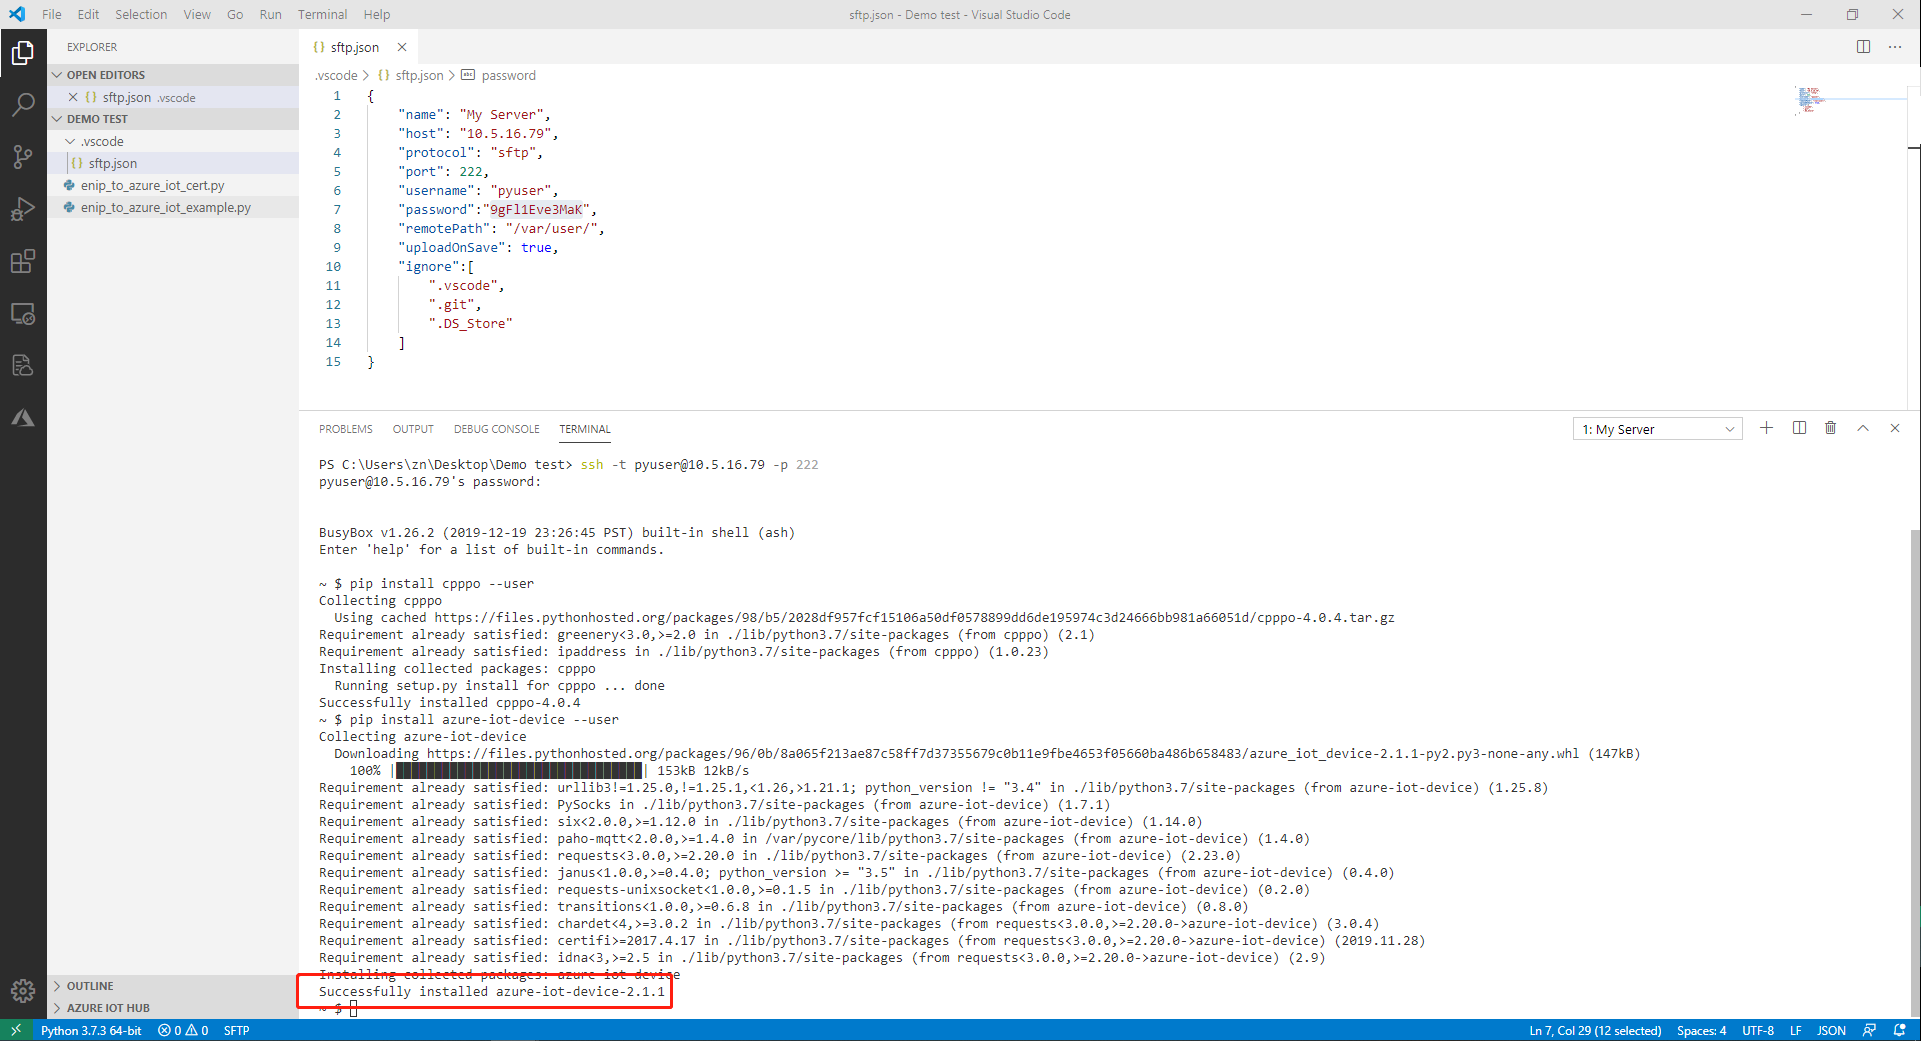 File Edit Selection View Go Run Terminal Help
sftp.json - Demo test - Visual Studio Code
EXPLORER
OPEN EDITORS
sftp.json .vscode
DEMO TEST
.vscode
{} sftp.json
enip_to_azure_iot_cert.py
enip_to_azure_iot_example.py
OUTLINE
AZURE IOT HUB
{} sftp.json
.vscode > {} sftp.json > abc password
1 {
2 "name": "My Server",
3 "host": "10.5.16.79",
4 "protocol": "sftp",
5 "port": 222,
6 "username": "pyuser",
7 "password":"9gFl1Eve3MaK",
8 "remotePath": "/var/user/",
9 "uploadOnSave": true,
10 "ignore":[
11 ".vscode",
12 ".git",
13 ".DS_Store"
14 ]
15 }
PROBLEMS OUTPUT DEBUG CONSOLE TERMINAL
1: My Server
PS C:\Users\zn\Desktop\Demo test> ssh -t pyuser@10.5.16.79 -p 222
pyuser@10.5.16.79's password:
BusyBox v1.26.2 (2019-12-19 23:26:45 PST) built-in shell (ash)
Enter 'help' for a list of built-in commands.
~ $ pip install cpppo --user
Collecting cpppo
Using cached https://files.pythonhosted.org/packages/98/b5/2028df957fcf15106a50df0578899dd6de195974c3d24666bb981a66051d/cpppo-4.0.4.tar.gz
Requirement already satisfied: greenery<3.0,>=2.0 in ./lib/python3.7/site-packages (from cpppo) (2.1)
Requirement already satisfied: ipaddress in ./lib/python3.7/site-packages (from cpppo) (1.0.23)
Installing collected packages: cpppo
Running setup.py install for cpppo ... done
Successfully installed cpppo-4.0.4
~ $ pip install azure-iot-device --user
Collecting azure-iot-device
Downloading https://files.pythonhosted.org/packages/96/0b/8a065f213ae87c58ff7d37355679c0b11e9fbe4653f05660ba486b658483/azure_iot_device-2.1.1-py2.py3-none-any.whl (147kB)
100% |████████████████████████████████| 153kB 12kB/s
Requirement already satisfied: urllib3!=1.25.0,!=1.25.1,<1.26,>1.21.1; python_version != "3.4" in ./lib/python3.7/site-packages (from azure-iot-device) (1.25.8)
Requirement already satisfied: PySocks in ./lib/python3.7/site-packages (from azure-iot-device) (1.7.1)
Requirement already satisfied: six<2.0.0,>=1.12.0 in ./lib/python3.7/site-packages (from azure-iot-device) (1.14.0)
Requirement already satisfied: paho-mqtt<2.0.0,>=1.4.0 in /var/pycore/lib/python3.7/site-packages (from azure-iot-device) (1.4.0)
Requirement already satisfied: requests<3.0.0,>=2.20.0 in ./lib/python3.7/site-packages (from azure-iot-device) (2.23.0)
Requirement already satisfied: janus<1.0.0,>=0.4.0; python_version >= "3.5" in ./lib/python3.7/site-packages (from azure-iot-device) (0.4.0)
Requirement already satisfied: requests-unixsocket<1.0.0,>=0.1.5 in ./lib/python3.7/site-packages (from azure-iot-device) (0.2.0)
Requirement already satisfied: transitions<1.0.0,>=0.6.8 in ./lib/python3.7/site-packages (from azure-iot-device) (0.8.0)
Requirement already satisfied: chardet<4,>=3.0.2 in ./lib/python3.7/site-packages (from requests<3.0.0,>=2.20.0->azure-iot-device) (3.0.4)
Requirement already satisfied: certifi>=2017.4.17 in ./lib/python3.7/site-packages (from requests<3.0.0,>=2.20.0->azure-iot-device) (2019.11.28)
Requirement already satisfied: idna<3,>=2.5 in ./lib/python3.7/site-packages (from requests<3.0.0,>=2.20.0->azure-iot-device) (2.9)
Installing collected packages: azure-iot-device
Successfully installed azure-iot-device-2.1.1
~ $
Python 3.7.3 64-bit 0 0 SFTP
Ln 7, Col 29 (12 selected) Spaces: 4 UTF-8 LF JSON